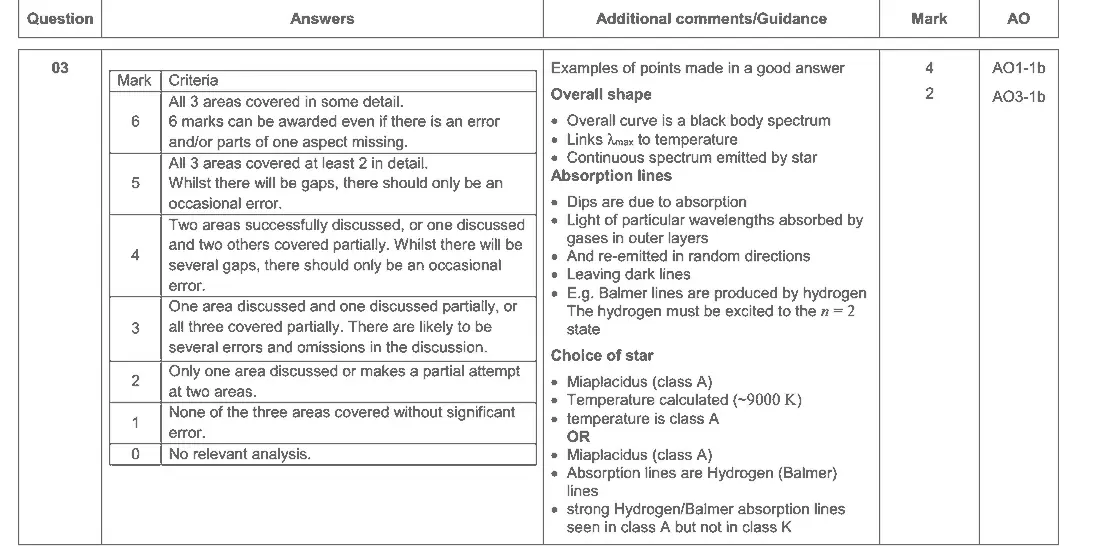 Question Answers Additional comments/Guidance Mark AO
03 Examples of points made in a good answer 4 AO1-1b
Overall shape 2 AO3-1b
Mark Criteria
6 All 3 areas covered in some detail.
6 marks can be awarded even if there is an error
and/or parts of one aspect missing.
5 All 3 areas covered at least 2 in detail.
Whilst there will be gaps, there should only be an
occasional error.
4 Two areas successfully discussed, or one discussed
and two others covered partially. Whilst there will be
several gaps, there should only be an occasional
error.
3 One area discussed and one discussed partially, or
all three covered partially. There are likely to be
several errors and omissions in the discussion.
2 Only one area discussed or makes a partial attempt
at two areas.
1 None of the three areas covered without significant
error.
0 No relevant analysis.
• Overall curve is a black body spectrum
• Links λmax to temperature
• Continuous spectrum emitted by star
Absorption lines
• Dips are due to absorption
• Light of particular wavelengths absorbed by
gases in outer layers
• And re-emitted in random directions
• Leaving dark lines
• E.g. Balmer lines are produced by hydrogen
The hydrogen must be excited to the n = 2
state
Choice of star
• Miaplacidus (class A)
• Temperature calculated (~9000 K)
• temperature is class A
OR
• Miaplacidus (class A)
• Absorption lines are Hydrogen (Balmer)
lines
• strong Hydrogen/Balmer absorption lines
seen in class A but not in class K